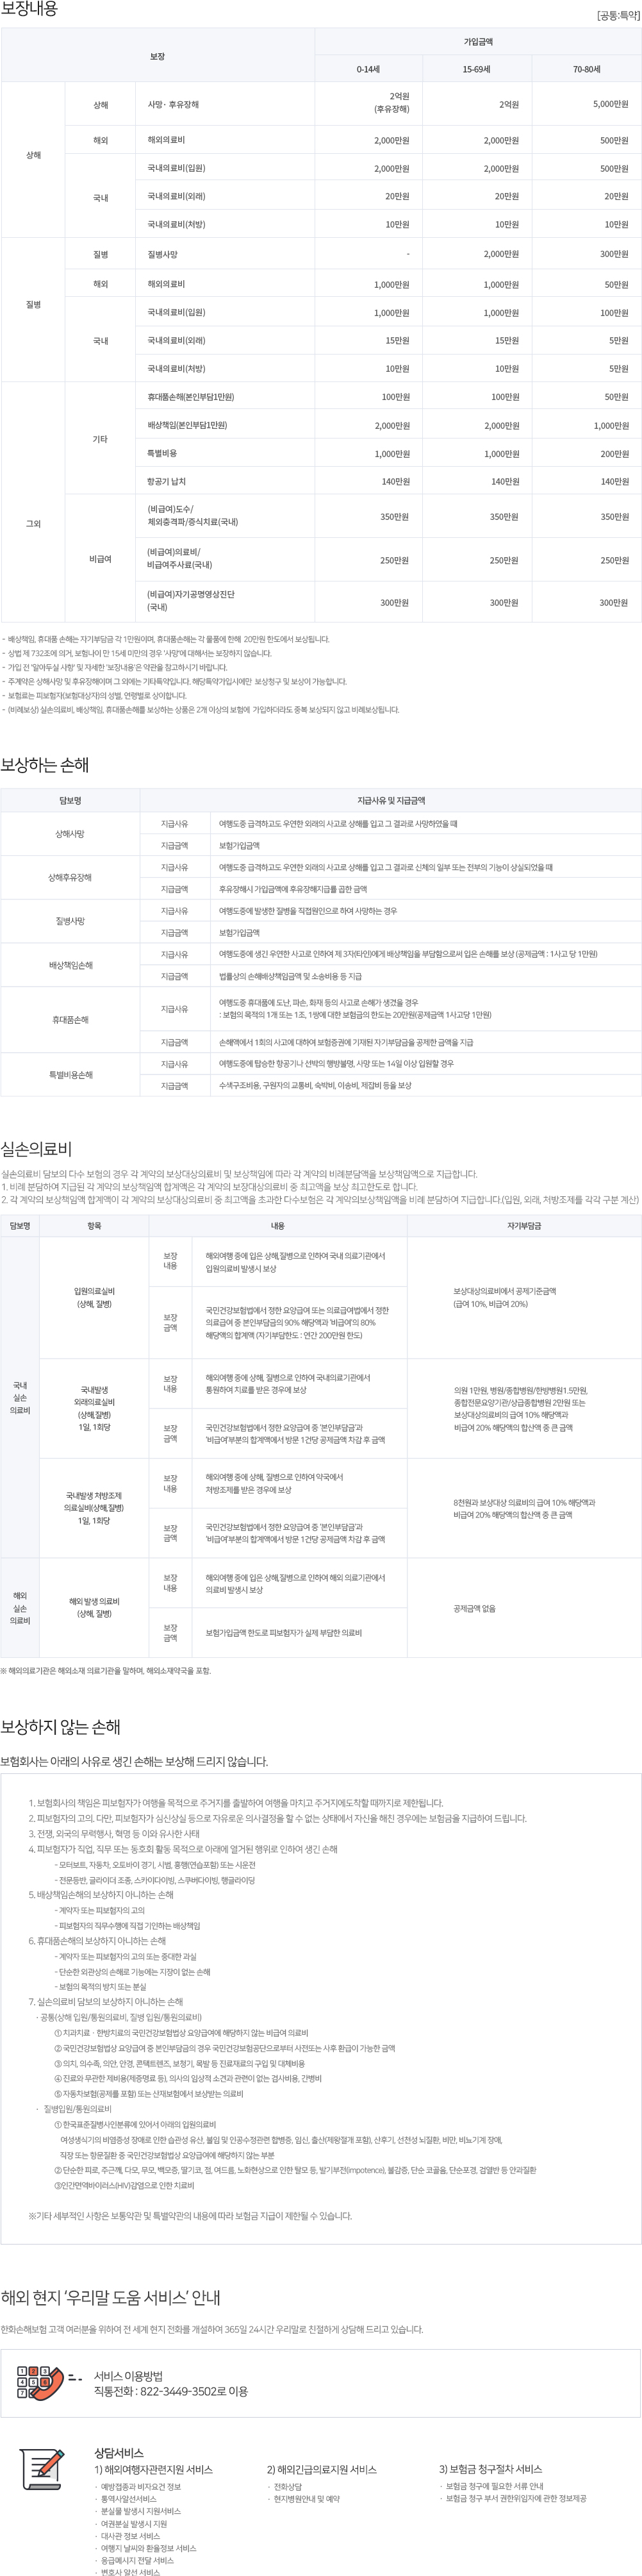 보장내용
[공통:특약]
보장
가입금액
0-14세 15-69세 70-80세
상해
상해 사망· 후유장해 2억원 (후유장해) 2억원 5,000만원
해외 해외의료비 2,000만원 2,000만원 500만원
국내
국내의료비(입원) 2,000만원 2,000만원 500만원
국내의료비(외래) 20만원 20만원 20만원
국내의료비(처방) 10만원 10만원 10만원
질병
질병 질병사망 - 2,000만원 300만원
해외 해외의료비 1,000만원 1,000만원 50만원
국내
국내의료비(입원) 1,000만원 1,000만원 100만원
국내의료비(외래) 15만원 15만원 5만원
국내의료비(처방) 10만원 10만원 5만원
그외
기타
휴대품손해(본인부담1만원) 100만원 100만원 50만원
배상책임(본인부담1만원) 2,000만원 2,000만원 1,000만원
특별비용 1,000만원 1,000만원 200만원
항공기 납치 140만원 140만원 140만원
비급여
(비급여)도수/
체외충격파/증식치료(국내) 350만원 350만원 350만원
(비급여)의료비/
비급여주사료(국내) 250만원 250만원 250만원
(비급여)자기공명영상진단
(국내) 300만원 300만원 300만원
- 배상책임, 휴대품 손해는 자기부담금 각 1만원이며, 휴대품손해는 각 물품에 한해 20만원 한도에서 보상됩니다.
- 상법 제 732조에 의거, 보험나이 만 15세 미만의 경우 '사망'에 대해서는 보장하지 않습니다.
- 가입 전 '알아두실 사항' 및 자세한 '보장내용'은 약관을 참고하시기 바랍니다.
- 주계약은 상해사망 및 후유장해이며 그 외에는 기타특약입니다. 해당특약가입시에만 보상청구 및 보상이 가능합니다.
- 보험료는 피보험자(보험대상자)의 성별, 연령별로 상이합니다.
- (비례보상) 실손의료비, 배상책임, 휴대품손해를 보상하는 상품은 2개 이상의 보험에 가입하더라도 중복 보상되지 않고 비례보상됩니다.
보상하는 손해
담보명 지급사유 및 지급금액
상해사망
지급사유 여행도중 급격하고도 우연한 외래의 사고로 상해를 입고 그 결과로 사망하였을 때
지급금액 보험가입금액
상해후유장해
지급사유 여행도중 급격하고도 우연한 외래의 사고로 상해를 입고 그 결과로 신체의 일부 또는 전부의 기능이 상실되었을 때
지급금액 후유장해시 가입금액에 후유장해지급률 곱한 금액
질병사망
지급사유 여행도중에 발생한 질병을 직접원인으로 하여 사망하는 경우
지급금액 보험가입금액
배상책임손해
지급사유 여행도중에 생긴 우연한 사고로 인하여 제 3자(타인)에게 배상책임을 부담함으로써 입은 손해를 보상 (공제금액 : 1사고 당 1만원)
지급금액 법률상의 손해배상책임금액 및 소송비용 등 지급
휴대품손해
지급사유 여행도중 휴대품에 도난, 파손, 화재 등의 사고로 손해가 생겼을 경우
: 보험의 목적의 1개 또는 1조, 1쌍에 대한 보험금의 한도는 20만원(공제금액 1사고당 1만원)
지급금액 손해액에서 1회의 사고에 대하여 보험증권에 기재된 자기부담금을 공제한 금액을 지급
특별비용손해
지급사유 여행도중에 탑승한 항공기나 선박의 행방불명, 사망 또는 14일 이상 입원할 경우
지급금액 수색구조비용, 구원자의 교통비, 숙박비, 이송비, 제잡비 등을 보상
실손의료비
실손의료비 담보의 다수 보험의 경우 각 계약의 보상대상의료비 및 보상책임에 따라 각 계약의 비례분담액을 보상책임액으로 지급합니다.
1. 비례 분담하여 지급된 각 계약의 보상책임액 합계액은 각 계약의 보장대상의료비 중 최고액을 보상 최고한도로 합니다.
2. 각 계약의 보상책임액 합계액이 각 계약의 보상대상의료비 중 최고액을 초과한 다수보험은 각 계약의보상책임액을 비례 분담하여 지급합니다.(입원, 외래, 처방조제를 각각 구분 계산)
담보명 항목 내용 자기부담금
국내
실손
의료비
입원의료실비
(상해, 질병)
보장
내용
해외여행 중에 입은 상해,질병으로 인하여 국내 의료기관에서
입원의료비 발생시 보상
보장
금액
국민건강보험법에서 정한 요양급여 또는 의료급여법에서 정한
의료급여 중 본인부담금의 90% 해당액과 '비급여'의 80%
해당액의 합계액 (자기부담한도 : 연간 200만원 한도)
보상대상의료비에서 공제기준금액
(급여 10%, 비급여 20%)
국내발생
외래의료실비
(상해,질병)
1일, 1회당
보장
내용
해외여행 중에 상해, 질병으로 인하여 국내의료기관에서
통원하여 치료를 받은 경우에 보상
보장
금액
국민건강보험법에서 정한 요양급여 중 '본인부담금'과
'비급여'부분의 합계액에서 방문 1건당 공제금액 차감 후 금액
의원 1만원, 병원/종합병원/한방병원1.5만원,
종합전문요양기관/상급종합병원 2만원 또는
보상대상의료비의 급여 10% 해당액과
비급여 20% 해당액의 합산액 중 큰 금액
국내발생 처방조제
의료실비(상해,질병)
1일, 1회당
보장
내용
해외여행 중에 상해, 질병으로 인하여 약국에서
처방조제를 받은 경우에 보상
보장
금액
국민건강보험법에서 정한 요양급여 중 '본인부담금'과
'비급여'부분의 합계액에서 방문 1건당 공제금액 차감 후 금액
8천원과 보상대상 의료비의 급여 10% 해당액과
비급여 20% 해당액의 합산액 중 큰 금액
해외
실손
의료비
해외 발생 의료비
(상해, 질병)
보장
내용
해외여행 중에 입은 상해,질병으로 인하여 해외 의료기관에서
의료비 발생시 보상
보장
금액
보험가입금액 한도로 피보험자가 실제 부담한 의료비
공제금액 없음
※ 해외의료기관은 해외소재 의료기관을 말하며, 해외소재약국을 포함.
보상하지 않는 손해
보험회사는 아래의 사유로 생긴 손해는 보상해 드리지 않습니다.
1. 보험회사의 책임은 피보험자가 여행을 목적으로 주거지를 출발하여 여행을 마치고 주거지에도착할 때까지로 제한됩니다.
2. 피보험자의 고의, 다만, 피보험자가 심신상실 등으로 자유로운 의사결정을 할 수 없는 상태에서 자신을 해친 경우에는 보험금을 지급하여 드립니다.
3. 전쟁, 외국의 무력행사, 혁명 등 이와 유사한 사태
4. 피보험자가 직업, 직무 또는 동호회 활동 목적으로 아래에 열거된 행위로 인하여 생긴 손해
- 모터보트, 자동차, 오토바이 경기, 시범, 흥행(연습포함) 또는 시운전
- 전문등반, 글라이더 조종, 스카이다이빙, 스쿠버다이빙, 행글라이딩
5. 배상책임손해의 보상하지 아니하는 손해
- 계약자 또는 피보험자의 고의
- 피보험자의 직무수행에 직접 기인하는 배상책임
6. 휴대품손해의 보상하지 아니하는 손해
- 계약자 또는 피보험자의 고의 또는 중대한 과실
- 단순한 외관상의 손해로 기능에는 지장이 없는 손해
- 보험의 목적의 방치 또는 분실
7. 실손의료비 담보의 보상하지 아니하는 손해
· 공통(상해 입원/통원의료비, 질병 입원/통원의료비)
① 치과치료 · 한방치료의 국민건강보험법상 요양급여에 해당하지 않는 비급여 의료비
② 국민건강보험법상 요양급여 중 본인부담금의 경우 국민건강보험공단으로부터 사전또는 사후 환급이 가능한 금액
③ 의치, 의수족, 의안, 안경, 콘택트렌즈, 보청기, 목발 등 진료재료의 구입 및 대체비용
④ 진료와 무관한 제비용(제증명료 등), 의사의 임상적 소견과 관련이 없는 검사비용, 간병비
⑤ 자동차보험(공제를 포함) 또는 산재보험에서 보상받는 의료비
· 질병입원/통원의료비
① 한국표준질병사인분류에 있어서 아래의 입원의료비
여성생식기의 비염증성 장애로 인한 습관성 유산, 불임 및 인공수정관련 합병증, 임신, 출산(제왕절개 포함), 산후기, 선천성 뇌질환, 비만, 비뇨기계 장애,
직장 또는 항문질환 중 국민건강보험법상 요양급여에 해당하지 않는 부분
② 단순한 피로, 주근깨, 다모, 무모, 백모증, 딸기코, 점, 여드름, 노화현상으로 인한 탈모 등, 발기부전(impotence), 불감증, 단순 코골음, 단순포경, 검열반 등 안과질환
③인간면역바이러스(HIV)감염으로 인한 치료비
※기타 세부적인 사항은 보통약관 및 특별약관의 내용에 따라 보험금 지급이 제한될 수 있습니다.
해외 현지 '우리말 도움 서비스' 안내
한화손해보험 고객 여러분을 위하여 전 세계 현지 전화를 개설하여 365일 24시간 우리말로 친절하게 상담해 드리고 있습니다.
서비스 이용방법
직통전화 : 822-3449-3502로 이용
상담서비스
1) 해외여행자관련지원 서비스
· 예방접종과 비자요건 정보
· 통역사알선서비스
· 분실물 발생시 지원서비스
· 여권분실 발생시 지원
· 대사관 정보 서비스
· 여행지 날씨와 환율정보 서비스
· 응급메시지 전달 서비스
· 변호사 알선 서비스
2) 해외긴급의료지원 서비스
· 전화상담
· 현지병원안내 및 예약
3) 보험금 청구절차 서비스
· 보험금 청구에 필요한 서류 안내
· 보험금 청구 부서 권한위임자에 관한 정보제공